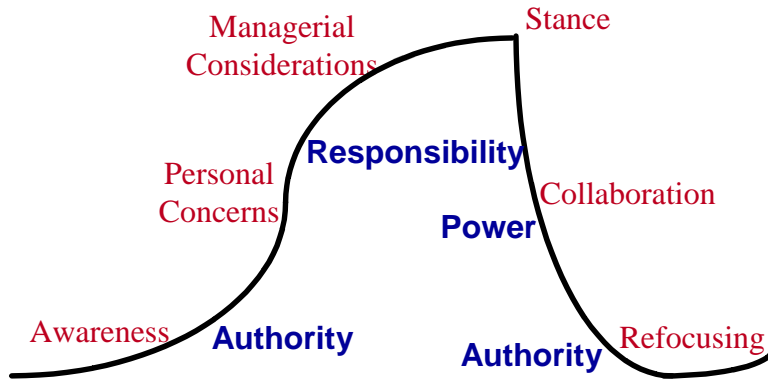 Managerial
Considerations
Stance
Responsibility
Personal
Concerns
Collaboration
Power
Awareness
Authority
Authority
Refocusing